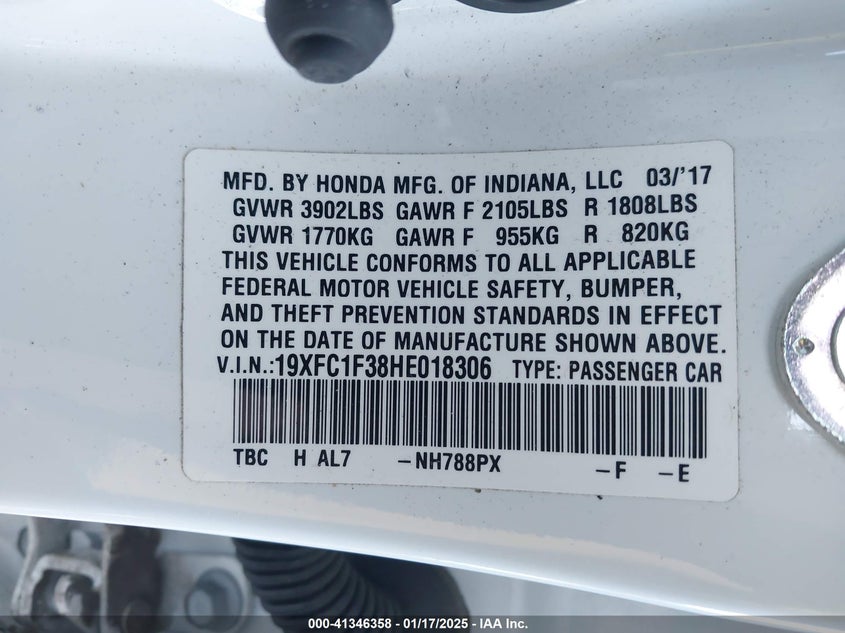 MFD. BY HONDA MFG. OF INDIANA, LLC 03/'17
GVWR 3902LBS GAWR F 2105LBS R 1808LBS
GVWR 1770KG GAWR F 955KG R 820KG
THIS VEHICLE CONFORMS TO ALL APPLICABLE
FEDERAL MOTOR VEHICLE SAFETY, BUMPER,
AND THEFT PREVENTION STANDARDS IN EFFECT
ON THE DATE OF MANUFACTURE SHOWN ABOVE.
V.I.N.:19XFC1F38HE018306 TYPE: PASSENGER CAR
TBC H AL7 -NH788PX -F -E
000-41346358 - 01/17/2025 - IAA Inc.